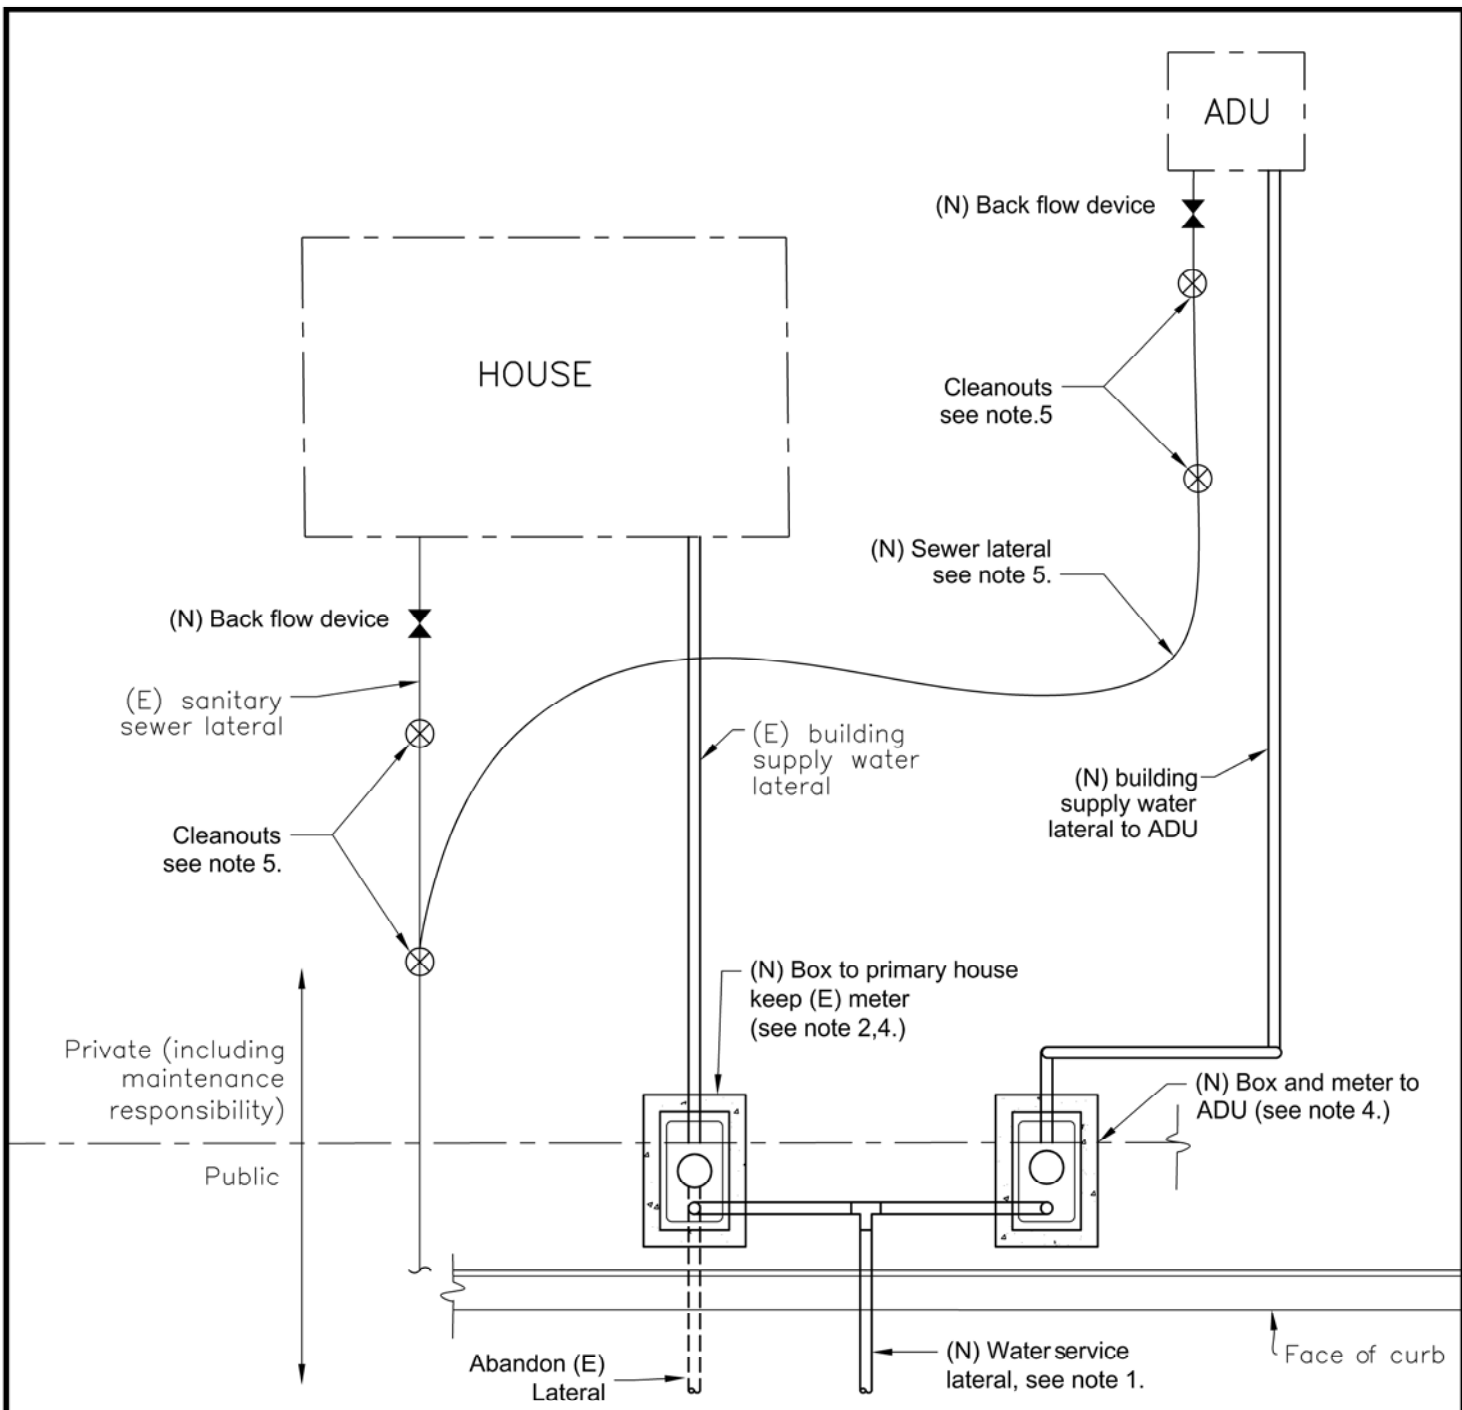 ADU
(N) Back flow device
HOUSE
Cleanouts
see note.5
(N) Sewer lateral
see note 5.
(N) Back flow device
(E) sanitary
sewer lateral
(E) building
supply water
lateral
(N) building
supply water
lateral to ADU
Cleanouts
see note 5.
(N) Box to primary house
keep (E) meter
(see note 2,4.)
Private (including
maintenance
responsibility)
(N) Box and meter to
ADU (see note 4.)
Public
Abandon (E)
Lateral
(N) Water service
lateral, see note 1.
Face of curb